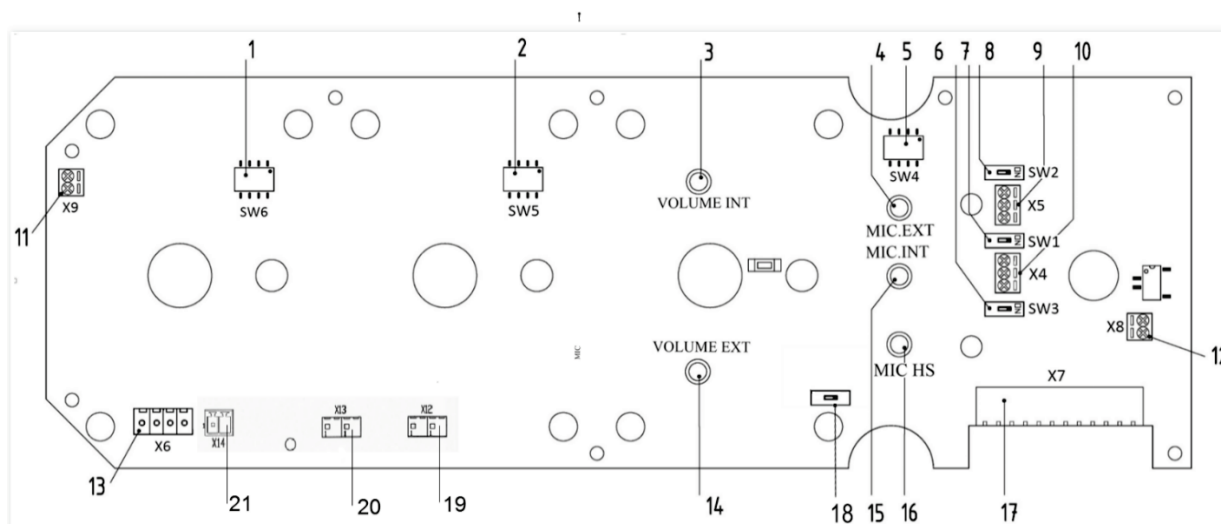 1 2 3 4 5 6 7 8 9 10
SW4
SW2
X9
SW6
SW5
VOLUME INT
X5
MIC.EXT
11
MIC.INT
SW1
X4
SW3
X8
VOLUME EXT
MIC
MIC HS
12
X7
X13
X12
X6
X14
13
21
20
19
14
18
15
16
17